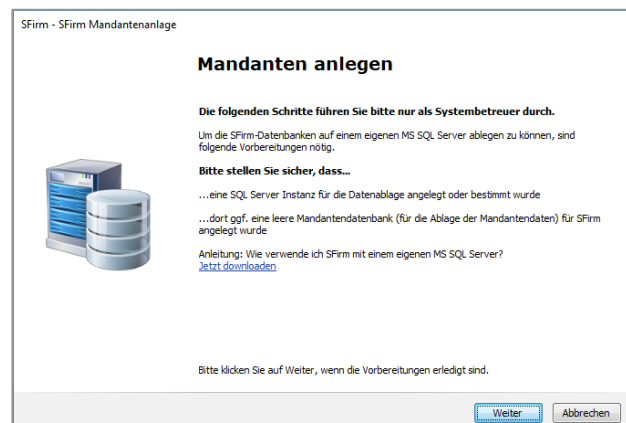 SFirm - SFirm Mandantenanlage
Mandanten anlegen
Die folgenden Schritte führen Sie bitte nur als Systembetreuer durch.
Um die SFirm-Datenbanken auf einem eigenen MS SQL Server ablegen zu können, sind
folgende Vorbereitungen nötig.
Bitte stellen Sie sicher, dass...
...eine SQL Server Instanz für die Datenablage angelegt oder bestimmt wurde
...dort ggf. eine leere Mandantendatenbank (für die Ablage der Mandantendaten) für SFirm
angelegt wurde
Anleitung: Wie verwende ich SFirm mit einem eigenen MS SQL Server?
Jetzt downloaden
Bitte klicken Sie auf Weiter, wenn die Vorbereitungen erledigt sind.
Weiter Abbrechen